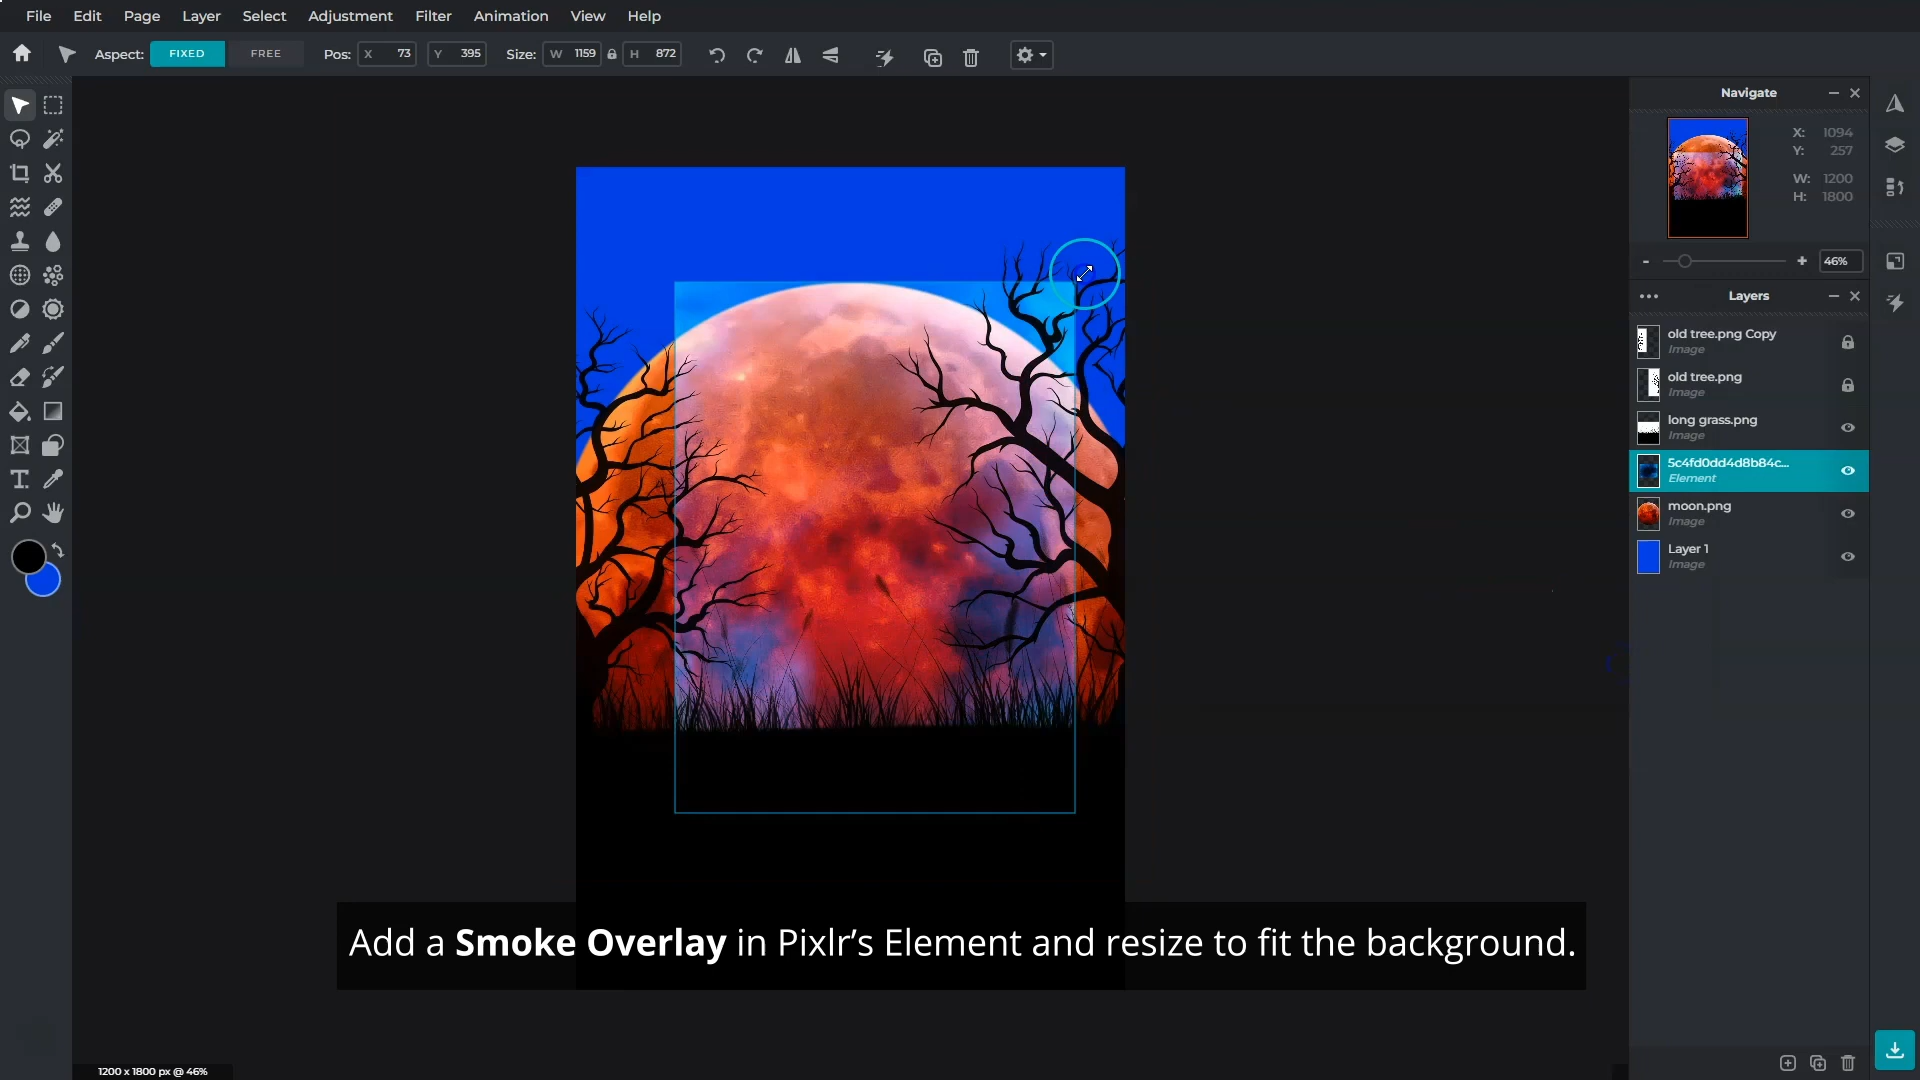 File Edit Page Layer Select Adjustment Filter Animation View Help
Aspect: FIXED FREE Pos: X 73 Y 395 Size: W 1159 H 872
Navigate
X: 1094
Y: 257
W: 1200
H: 1800
- + 46%
Layers
old tree.png Copy
Image
old tree.png
Image
long grass.png
Image
5c4fd0dd4d8b84c...
Element
moon.png
Image
Layer 1
Image
Add a Smoke Overlay in Pixlr’s Element and resize to fit the background.
1200 x 1800 px @ 46%